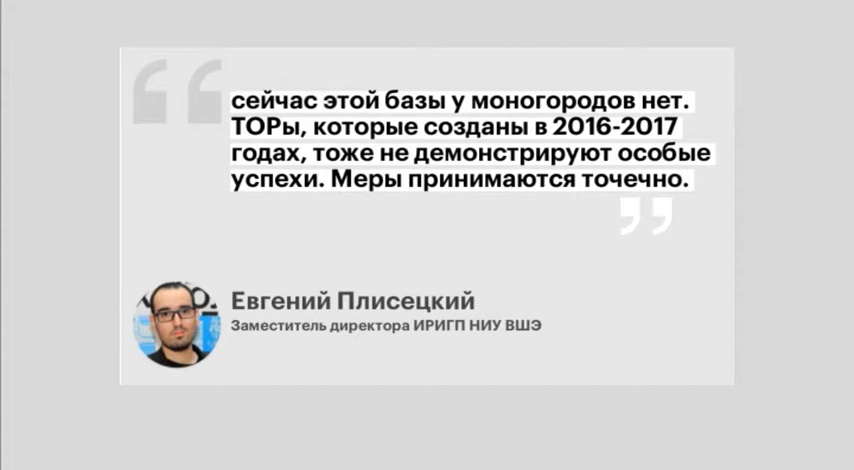 сейчас этой базы у моногородов нет.
ТОРы, которые созданы в 2016-2017
годах, тоже не демонстрируют особые
успехи. Меры принимаются точечно.
Евгений Плисецкий
Заместитель директора ИРИГП НИУ ВШЭ